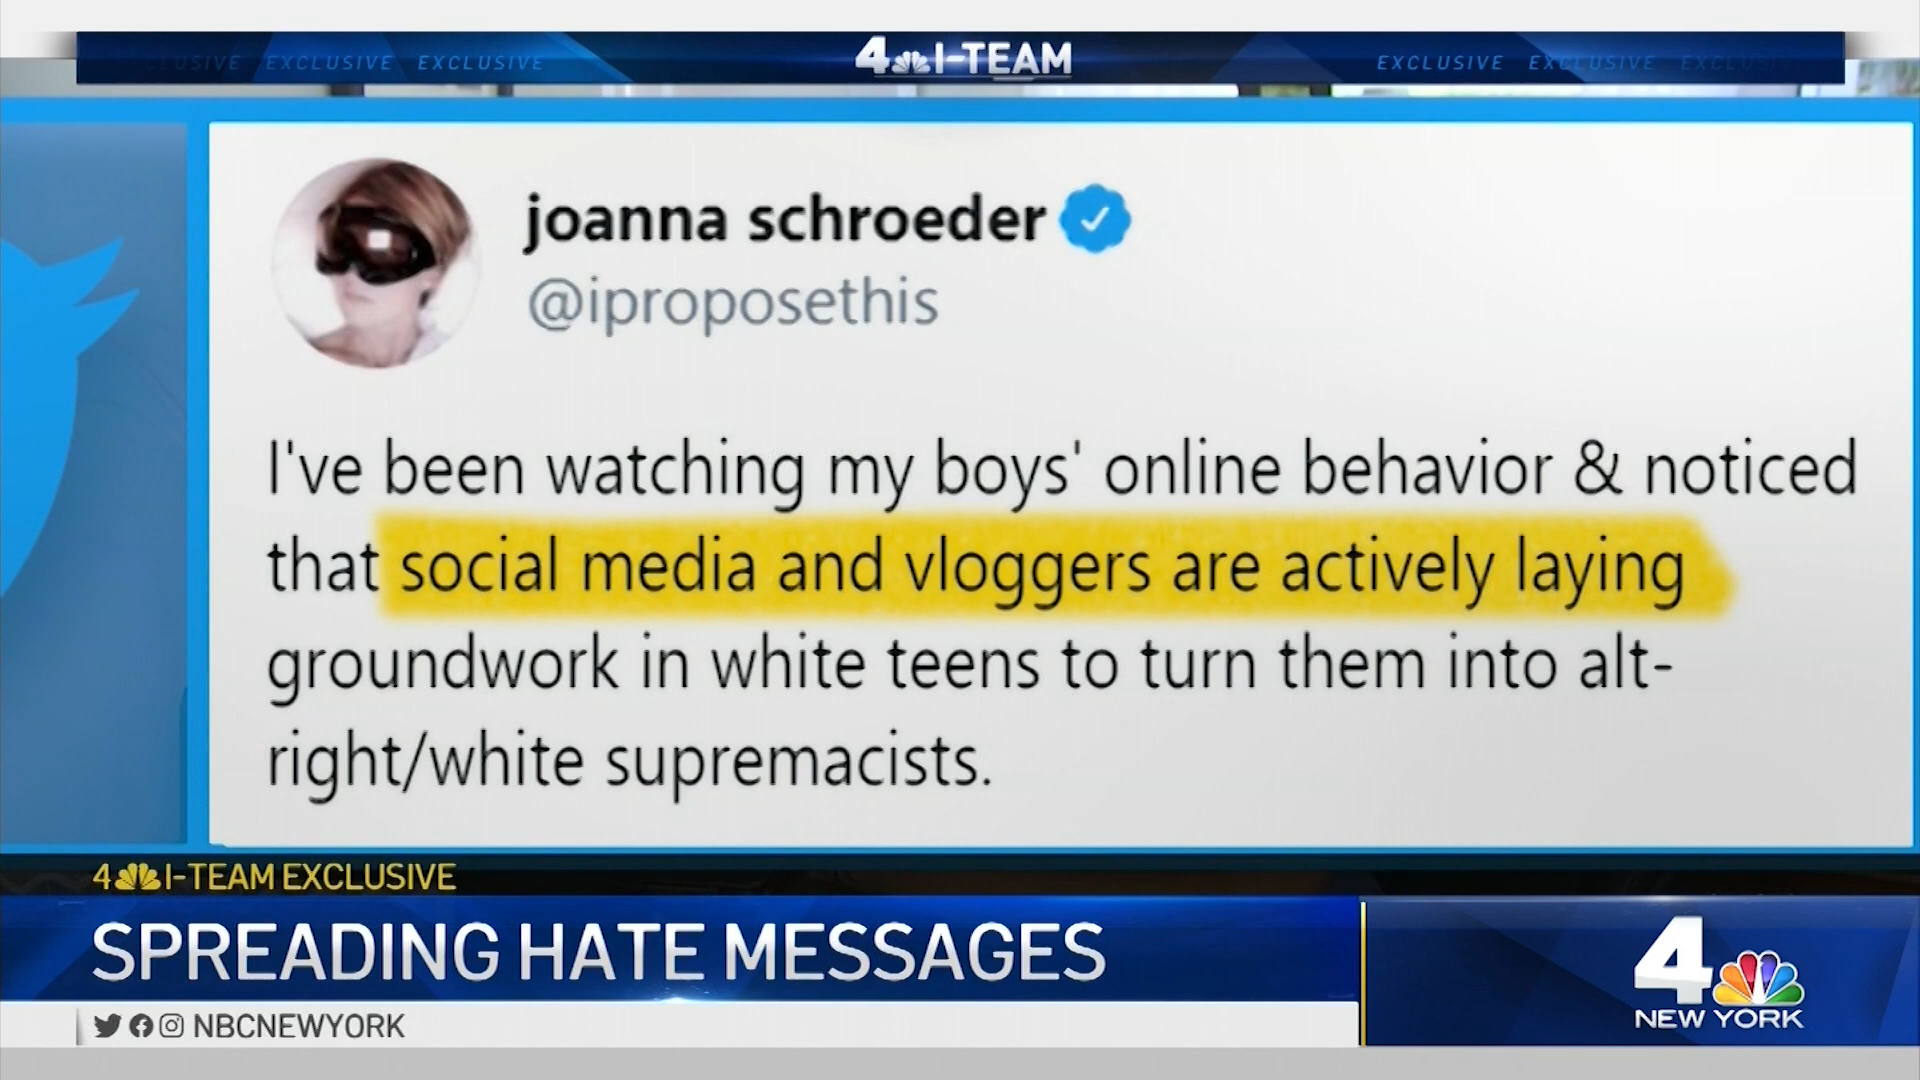 EXCLUSIVE EXCLUSIVE
4 I-TEAM
EXCLUSIVE EXCLUSIVE
joanna schroeder
@iproposethis
I've been watching my boys' online behavior & noticed
that social media and vloggers are actively laying
groundwork in white teens to turn them into alt-
right/white supremacists.
4 I-TEAM EXCLUSIVE
SPREADING HATE MESSAGES
NBCNEWYORK
4
NEW YORK